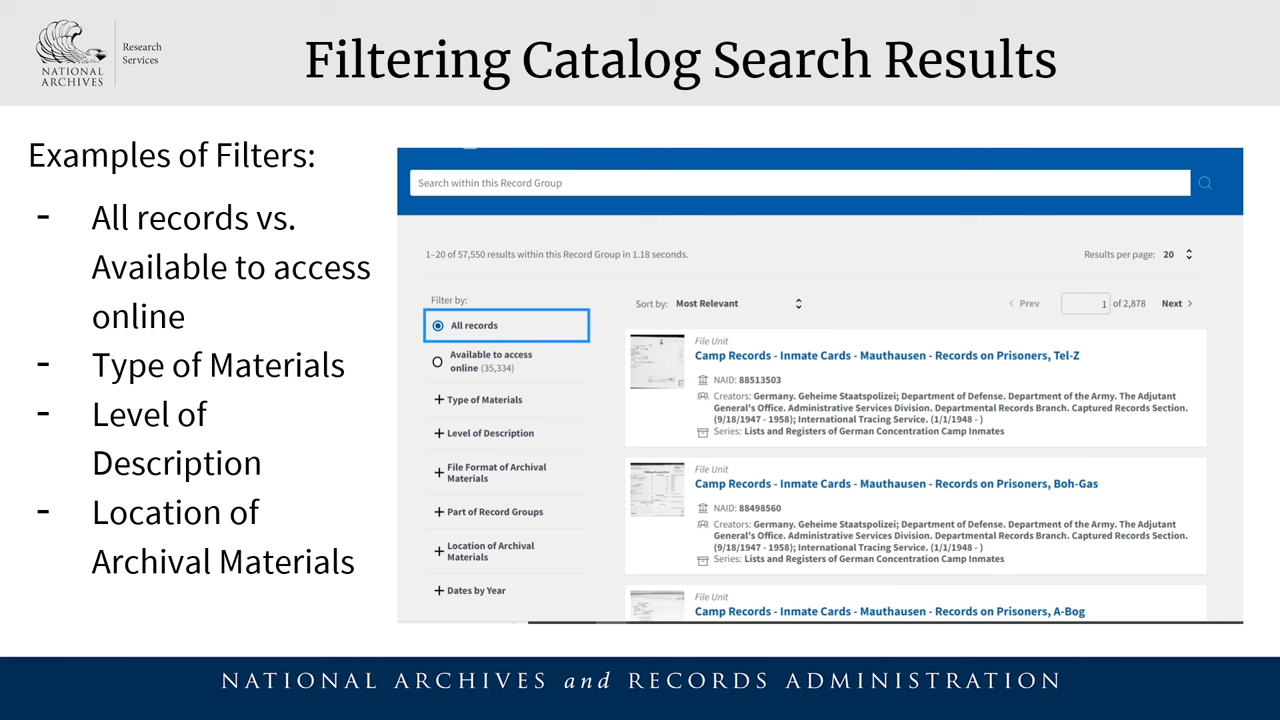 NATIONAL
ARCHIVES
Research
Services
Filtering Catalog Search Results
Examples of Filters:
- All records vs.
Available to access
online
- Type of Materials
- Level of
Description
- Location of
Archival Materials
Search within this Record Group
1–20 of 57,550 results within this Record Group in 1.18 seconds.
Results per page: 20
Filter by:
All records
Available to access
online (35,334)
+ Type of Materials
+ Level of Description
+ File Format of Archival
Materials
+ Part of Record Groups
+ Location of Archival
Materials
+ Dates by Year
Sort by: Most Relevant
< Prev 1 of 2,878 Next >
File Unit
Camp Records - Inmate Cards - Mauthausen - Records on Prisoners, Tel-Z
NAID: 88513503
Creators: Germany. Geheime Staatspolizei; Department of Defense. Department of the Army. The Adjutant
General's Office. Administrative Services Division. Departmental Records Branch. Captured Records Section.
(9/18/1947 - 1958); International Tracing Service. (1/1/1948 - )
Series: Lists and Registers of German Concentration Camp Inmates
File Unit
Camp Records - Inmate Cards - Mauthausen - Records on Prisoners, Boh-Gas
NAID: 88498560
Creators: Germany. Geheime Staatspolizei; Department of Defense. Department of the Army. The Adjutant
General's Office. Administrative Services Division. Departmental Records Branch. Captured Records Section.
(9/18/1947 - 1958); International Tracing Service. (1/1/1948 - )
Series: Lists and Registers of German Concentration Camp Inmates
File Unit
Camp Records - Inmate Cards - Mauthausen - Records on Prisoners, A-Bog
NATIONAL ARCHIVES and RECORDS ADMINISTRATION